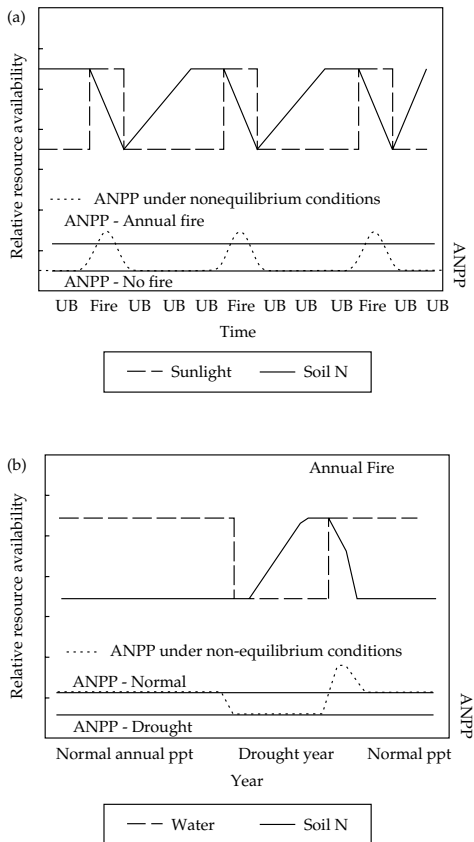 (a)
Relative resource availability
ANPP under nonequilibrium conditions
ANPP - Annual fire
ANPP - No fire
ANPP
UB Fire UB UB UB Fire UB UB Fire UB UB
Time
Sunlight Soil N
(b)
Annual Fire
Relative resource availability
ANPP under non-equilibrium conditions
ANPP - Normal
ANPP - Drought
ANPP
Normal annual ppt Drought year Normal ppt
Year
Water Soil N